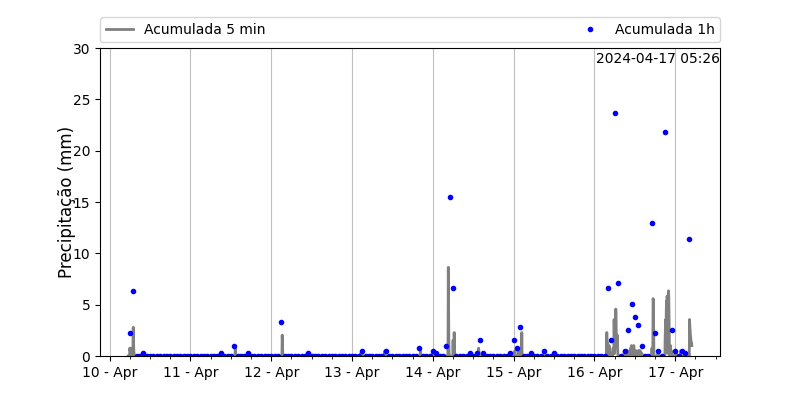 Acumulada 5 min
Acumulada 1h
2024-04-17 05:26
Precipitação (mm)
30
25
20
15
10
5
0
10 - Apr
11 - Apr
12 - Apr
13 - Apr
14 - Apr
15 - Apr
16 - Apr
17 - Apr